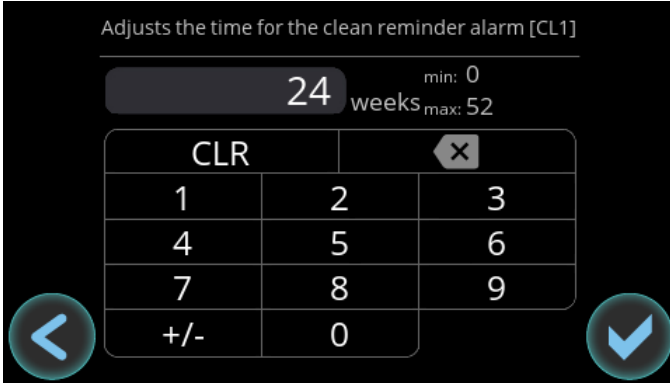 Adjusts the time for the clean reminder alarm [CL1]
24 weeks min: 0
max: 52
CLR
1 2 3
4 5 6
7 8 9
+/- 0